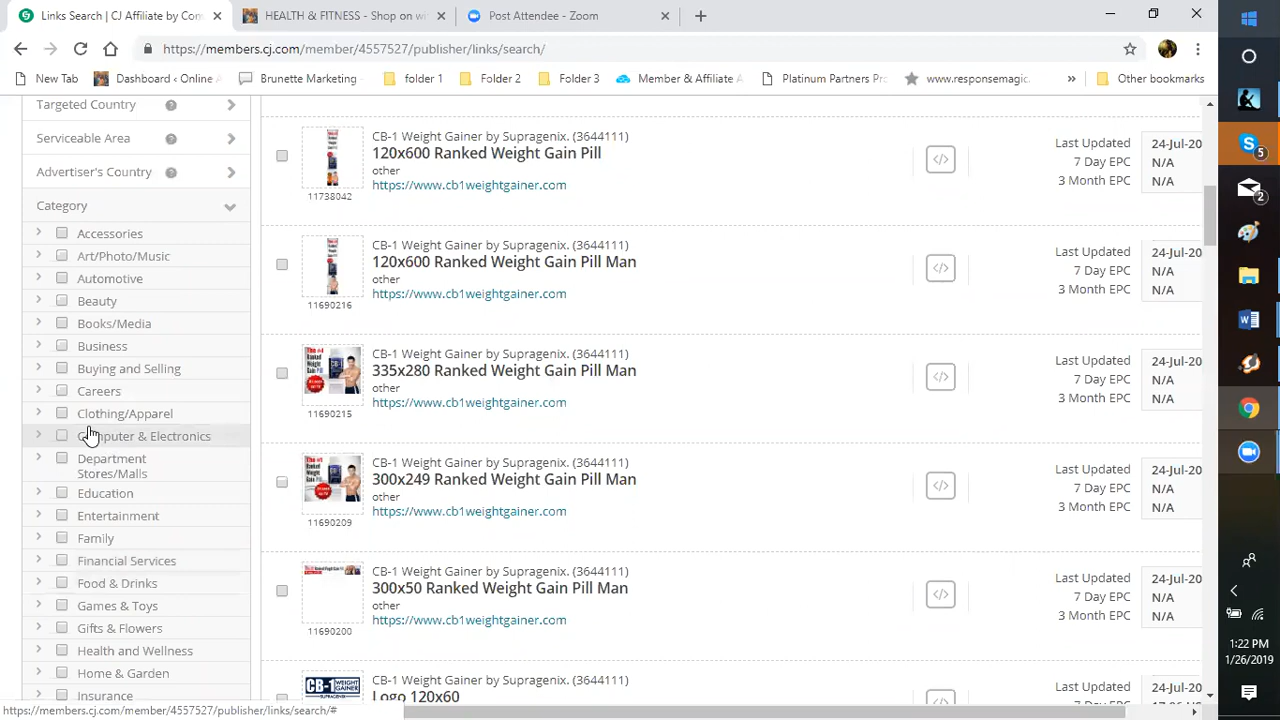 Links Search | CJ Affiliate by Con
HEALTH & FITNESS - Shop on wi
Post Attendee - Zoom
https://members.cj.com/member/4557527/publisher/links/search/
New Tab
Dashboard ‹ Online
Brunette Marketing
folder 1
Folder 2
Folder 3
Member & Affiliate
Platinum Partners Pr
www.responsemagic.
»
Other bookmarks
Targeted Country
Serviceable Area
Advertiser's Country
Category
Accessories
Art/Photo/Music
Automotive
Beauty
Books/Media
Business
Buying and Selling
Careers
Clothing/Apparel
Computer & Electronics
Department
Stores/Malls
Education
Entertainment
Family
Financial Services
Food & Drinks
Games & Toys
Gifts & Flowers
Health and Wellness
Home & Garden
Insurance
https://members.cj.com/member/4557527/publisher/links/search/#
11738042
CB-1 Weight Gainer by Supragenix. (3644111)
120x600 Ranked Weight Gain Pill
other
https://www.cb1weightgainer.com
</>
Last Updated 24-Jul-20
7 Day EPC N/A
3 Month EPC N/A
11690216
CB-1 Weight Gainer by Supragenix. (3644111)
120x600 Ranked Weight Gain Pill Man
other
https://www.cb1weightgainer.com
</>
Last Updated 24-Jul-20
7 Day EPC N/A
3 Month EPC N/A
11690215
CB-1 Weight Gainer by Supragenix. (3644111)
335x280 Ranked Weight Gain Pill Man
other
https://www.cb1weightgainer.com
</>
Last Updated 24-Jul-20
7 Day EPC N/A
3 Month EPC N/A
11690209
CB-1 Weight Gainer by Supragenix. (3644111)
300x249 Ranked Weight Gain Pill Man
other
https://www.cb1weightgainer.com
</>
Last Updated 24-Jul-20
7 Day EPC N/A
3 Month EPC N/A
11690200
CB-1 Weight Gainer by Supragenix. (3644111)
300x50 Ranked Weight Gain Pill Man
other
https://www.cb1weightgainer.com
</>
Last Updated 24-Jul-20
7 Day EPC N/A
3 Month EPC N/A
CB-1 WEIGHT GAINER
CB-1 Weight Gainer by Supragenix. (3644111)
Logo 120x60
Last Updated 24-Jul-20
7 Day EPC
5
2
1:22 PM
1/26/2019